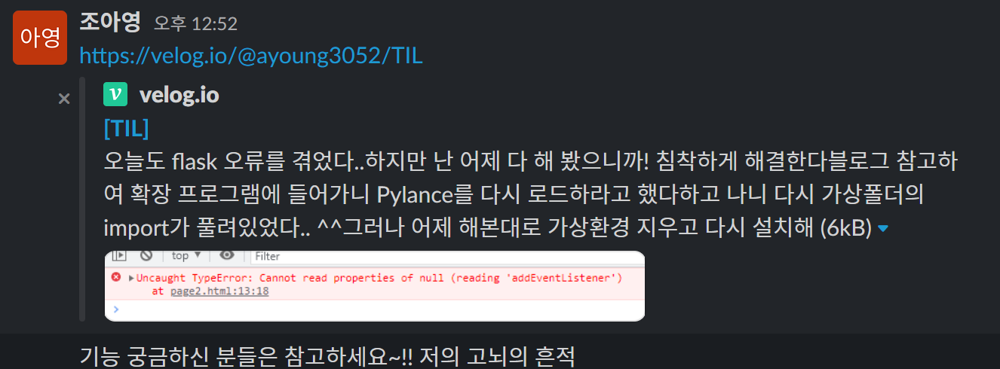 아영
조아영 오후 12:52
https://velog.io/@ayoung3052/TIL
velog.io
[TIL]
오늘도 flask 오류를 겪었다..하지만 난 어제 다 해 봤으니까! 침착하게 해결한다블로그 참고하
여 확장 프로그램에 들어가니 Pylance를 다시 로드하라고 했다하고 나니 다시 가상폴더의
import가 풀려있었다.. ^^그러나 어제 해본대로 가상환경 지우고 다시 설치해 (6kB)
top Filter
Uncaught TypeError: Cannot read properties of null (reading 'addEventListener')
at page2.html:13:18
기능 궁금하신 분들은 참고하세요~!! 저의 고뇌의 흔적